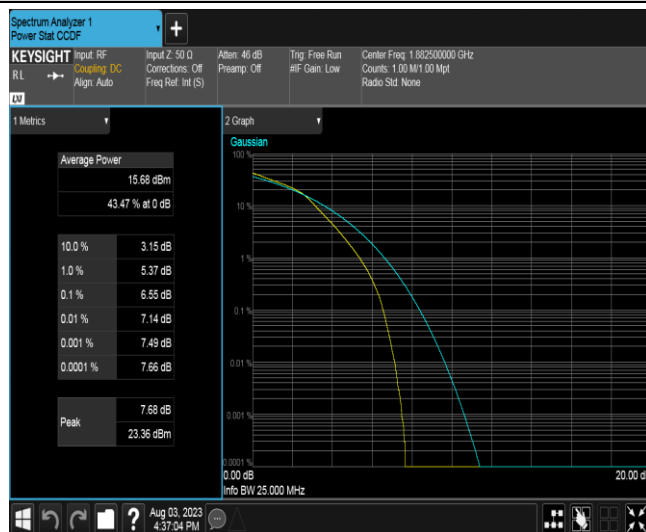 Spectrum Analyzer 1
Power Stat CCDF
KEYSIGHT
RL
Input: RF
Coupling: DC
Align: Auto
Input Z: 50 Ω
Corrections: Off
Freq Ref: Int (S)
Atten: 46 dB
Preamp: Off
Trig: Free Run
#IF Gain: Low
Center Freq: 1.882500000 GHz
Counts: 1.00 M/1.00 Mpt
Radio Std: None
LXI
1 Metrics
Average Power
15.68 dBm
43.47 % at 0 dB
10.0 % 3.15 dB
1.0 % 5.37 dB
0.1 % 6.55 dB
0.01 % 7.14 dB
0.001 % 7.49 dB
0.0001 % 7.66 dB
Peak
7.68 dB
23.36 dBm
2 Graph
Gaussian
100 %
10 %
1 %
0.1 %
0.01 %
0.001 %
0.0001 %
0.00 dB
20.00 d
Info BW 25.000 MHz
Aug 03, 2023
4:37:04 PM